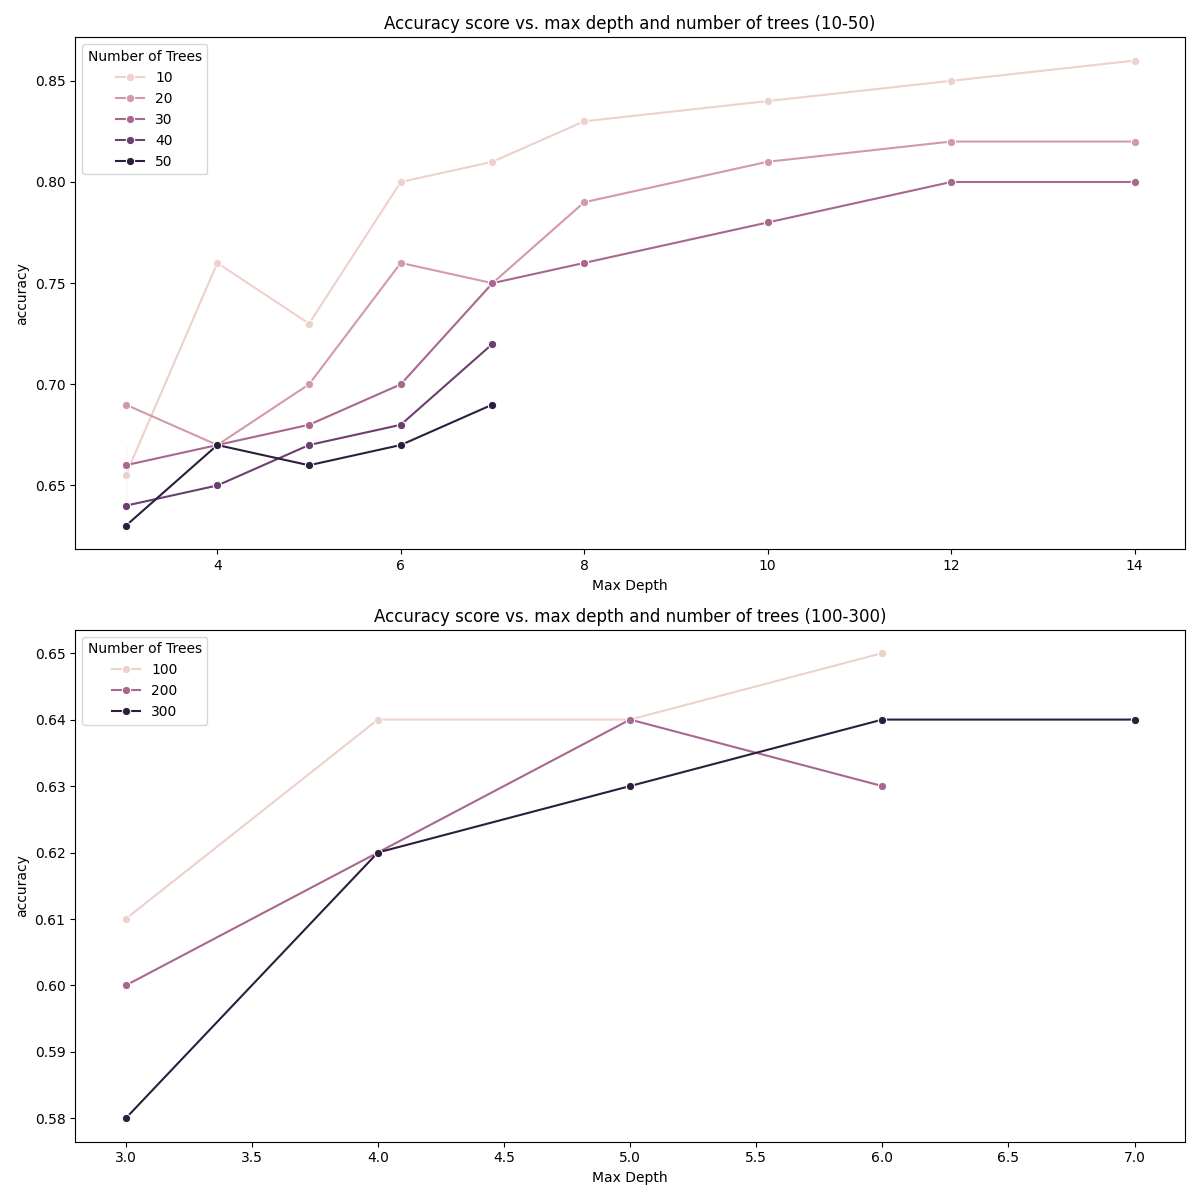 Accuracy score vs. max depth and number of trees (10-50)
Number of Trees
10
20
30
40
50
0.85
0.80
0.75
0.70
0.65
accuracy
4 6 8 10 12 14
Max Depth
Accuracy score vs. max depth and number of trees (100-300)
Number of Trees
100
200
300
0.65
0.64
0.63
0.62
0.61
0.60
0.59
0.58
accuracy
3.0 3.5 4.0 4.5 5.0 5.5 6.0 6.5 7.0
Max Depth